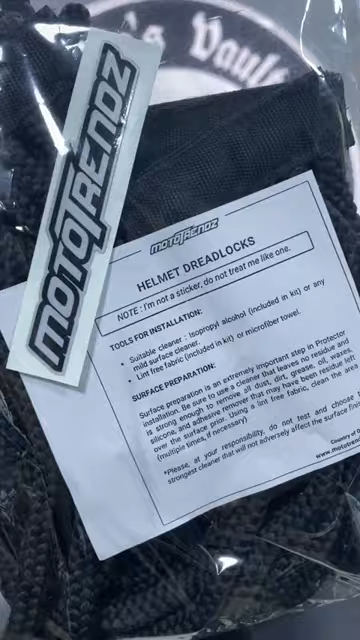 Vault
MOTOTRENDZ
MOTOTRENDZ
HELMET DREADLOCKS
NOTE : I'm not a sticker, do not treat me like one.
TOOLS FOR INSTALLATION:
• Suitable cleaner : Isopropyl alcohol (included in kit) or any
mild surface cleaner.
• Lint free fabric (included in kit) or microfiber towel.
SURFACE PREPARATION:
Surface preparation is an extremely important step in Protector
installation. Be sure to use a cleaner that leaves no residue and
is strong enough to remove all dust, dirt, grease, oil, waxes,
silicone, and adhesive remover that may have been residue left
over the surface prior. Using a lint free fabric, clean the area
(multiple times, if necessary)
*Please, at your responsibility, do not test and choose
strongest cleaner that will not adversely affect the surface
Country of
www.mototren